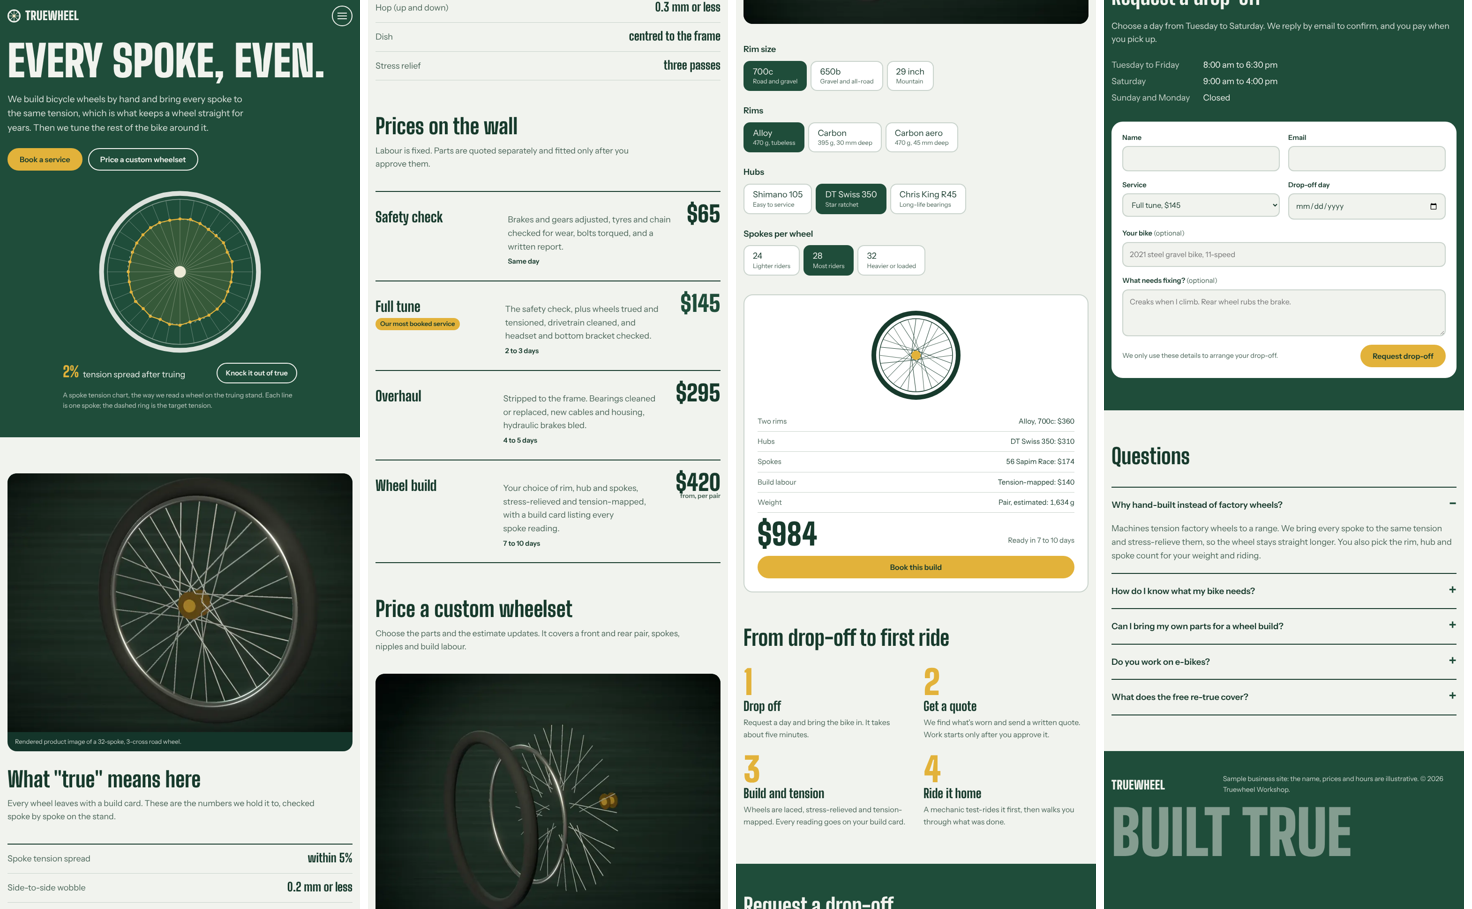 TRUEWHEEL
EVERY SPOKE, EVEN.
We build bicycle wheels by hand and bring every spoke to
the same tension, which is what keeps a wheel straight for
years. Then we tune the rest of the bike around it.
Book a service
Price a custom wheelset
2% tension spread after truing
Knock it out of true
A spoke tension chart, the way we read a wheel on the truing stand. Each line
is one spoke; the dashed ring is the target tension.
Rendered product image of a 32-spoke, 3-cross road wheel.
What "true" means here
Every wheel leaves with a build card. These are the numbers we hold it to, checked
spoke by spoke on the stand.
Spoke tension spread within 5%
Side-to-side wobble 0.2 mm or less
Hop (up and down) 0.3 mm or less
Dish centred to the frame
Stress relief three passes
Prices on the wall
Labour is fixed. Parts are quoted separately and fitted only after you
approve them.
Safety check
Brakes and gears adjusted, tyres and chain
checked for wear, bolts torqued, and a
written report.
Same day
$65
Full tune
Our most booked service
The safety check, plus wheels trued and
tensioned, drivetrain cleaned, and
headset and bottom bracket checked.
2 to 3 days
$145
Overhaul
Stripped to the frame. Bearings cleaned
or replaced, new cables and housing,
hydraulic brakes bled.
4 to 5 days
$295
Wheel build
Your choice of rim, hub and spokes,
stress-relieved and tension-mapped,
with a build card listing every
spoke reading.
7 to 10 days
$420
from, per pair
Price a custom wheelset
Choose the parts and the estimate updates. It covers a front and rear pair, spokes,
nipples and build labour.
Rim size
700c
Road and gravel
650b
Gravel and all-road
29 inch
Mountain
Rims
Alloy
470 g, tubeless
Carbon
395 g, 30 mm deep
Carbon aero
470 g, 45 mm deep
Hubs
Shimano 105
Easy to service
DT Swiss 350
Star ratchet
Chris King R45
Long-life bearings
Spokes per wheel
24
Lighter riders
28
Most riders
32
Heavier or loaded
Two rims Alloy, 700c: $360
Hubs DT Swiss 350: $310
Spokes 56 Sapim Race: $174
Build labour Tension-mapped: $140
Weight Pair, estimated: 1,634 g
$984
Ready in 7 to 10 days
Book this build
From drop-off to first ride
1
Drop off
Request a day and bring the bike in. It takes
about five minutes.
2
Get a quote
We find what's worn and send a written quote.
Work starts only after you approve it.
3
Build and tension
Wheels are laced, stress-relieved and tension-
mapped. Every reading goes on your build card.
4
Ride it home
A mechanic test-rides it first, then walks you
through what was done.
Request a drop-off
Request a drop-off
Choose a day from Tuesday to Saturday. We reply by email to confirm, and you pay when
you pick up.
Tuesday to Friday 8:00 am to 6:30 pm
Saturday 9:00 am to 4:00 pm
Sunday and Monday Closed
Name
Email
Service
Full tune, $145
Drop-off day
mm/dd/yyyy
Your bike (optional)
2021 steel gravel bike, 11-speed
What needs fixing? (optional)
Creaks when I climb. Rear wheel rubs the brake.
We only use these details to arrange your drop-off.
Request drop-off
Questions
Why hand-built instead of factory wheels?
Machines tension factory wheels to a range. We bring every spoke to the same tension
and stress-relieve them, so the wheel stays straight longer. You also pick the rim, hub and
spoke count for your weight and riding.
How do I know what my bike needs?
Can I bring my own parts for a wheel build?
Do you work on e-bikes?
What does the free re-true cover?
TRUEWHEEL
Sample business site: the name, prices and hours are illustrative. © 2026
Truewheel Workshop.
BUILT TRUE